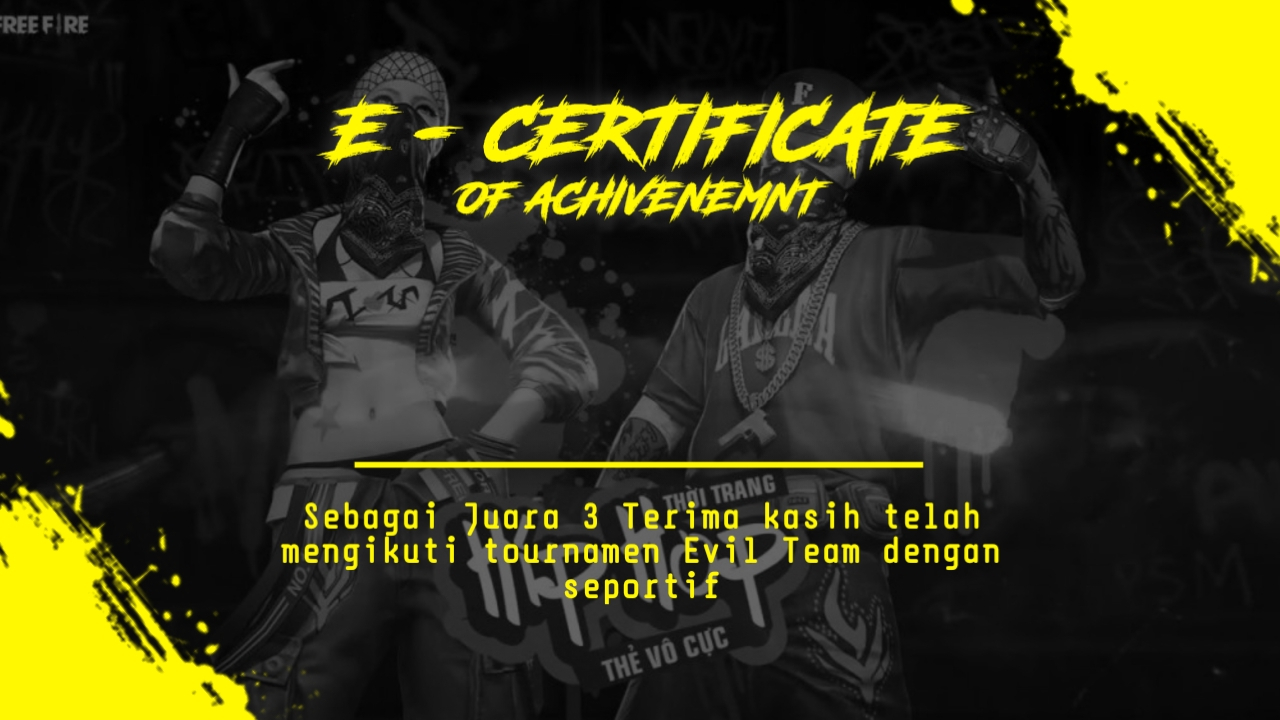 FREE FIRE
E - CERTIFICATE
OF ACHIVENEMNT
Sebagai Juara 3 Terima kasih telah
mengikuti tournamen Evil Team dengan
seportif
THỜI TRANG
HIPHOP
THẺ VÔ CỰC